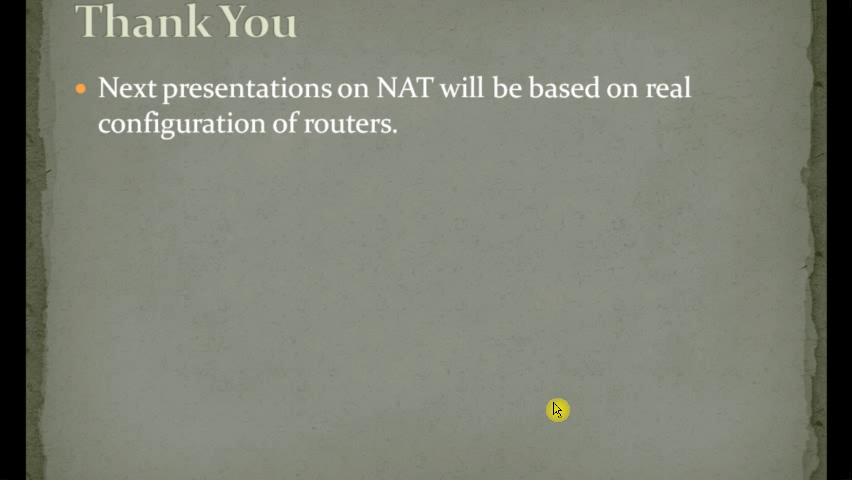 Thank You
Next presentations on NAT will be based on real
configuration of routers.